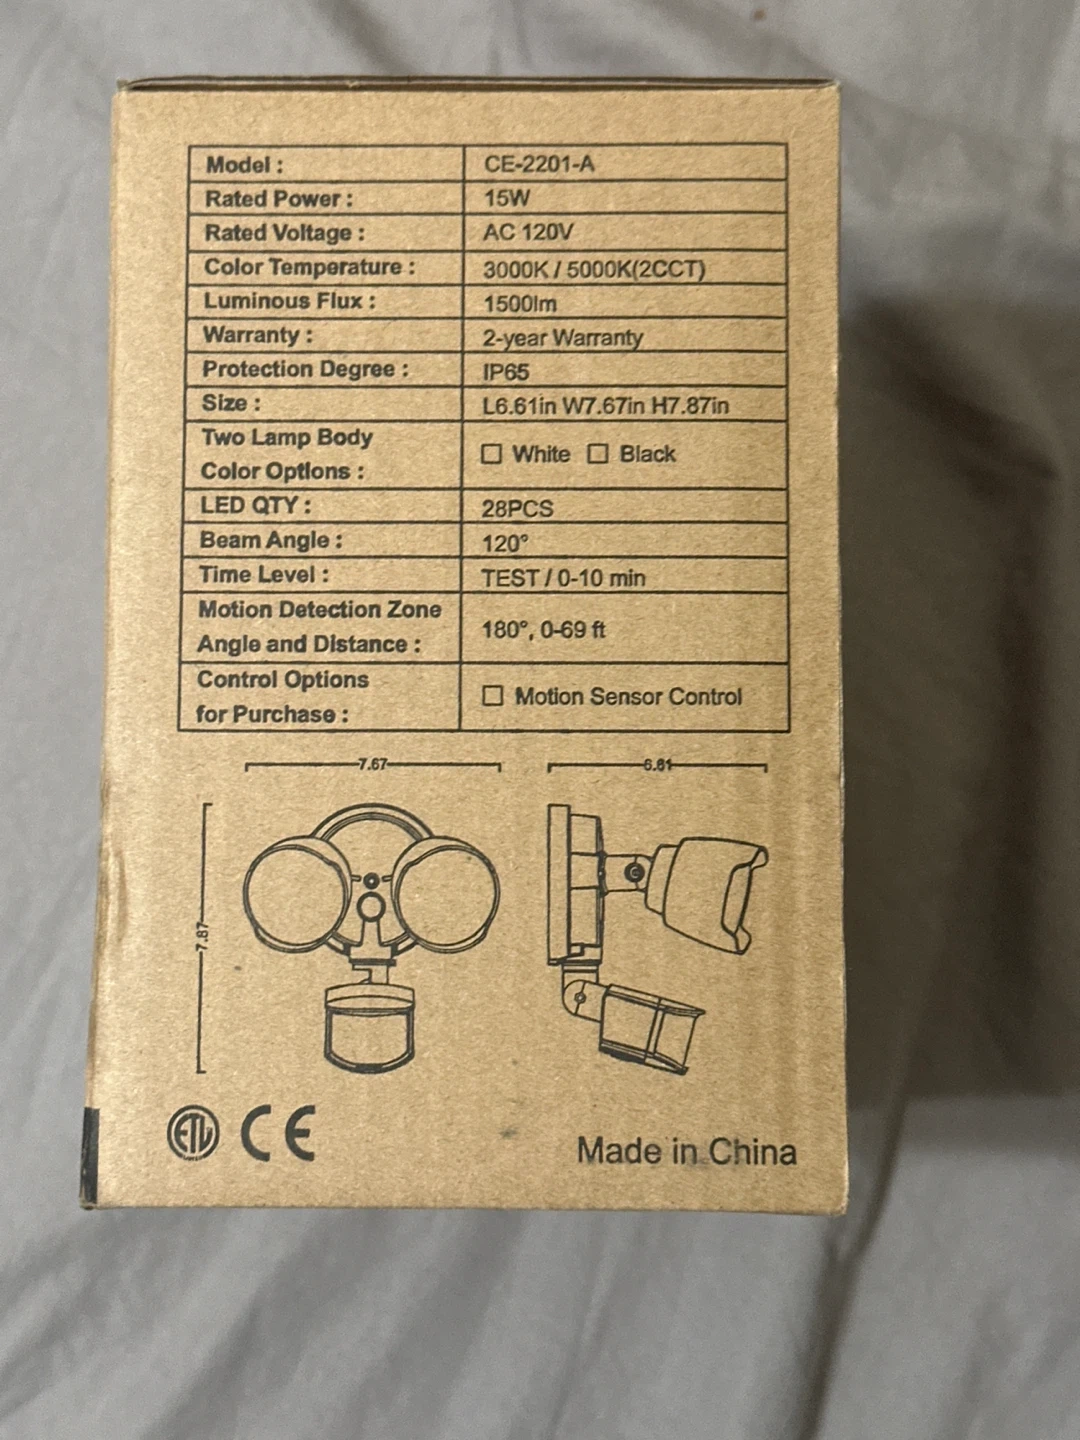 Model : CE-2201-A
Rated Power : 15W
Rated Voltage : AC 120V
Color Temperature : 3000K / 5000K(2CCT)
Luminous Flux : 1500lm
Warranty : 2-year Warranty
Protection Degree : IP65
Size : L6.61in W7.67in H7.87in
Two Lamp Body
Color Options : White Black
LED QTY : 28PCS
Beam Angle : 120°
Time Level : TEST / 0-10 min
Motion Detection Zone
Angle and Distance : 180°, 0-69 ft
Control Options
for Purchase : Motion Sensor Control
7.67 6.61
7.87
ETL CE
Made in China